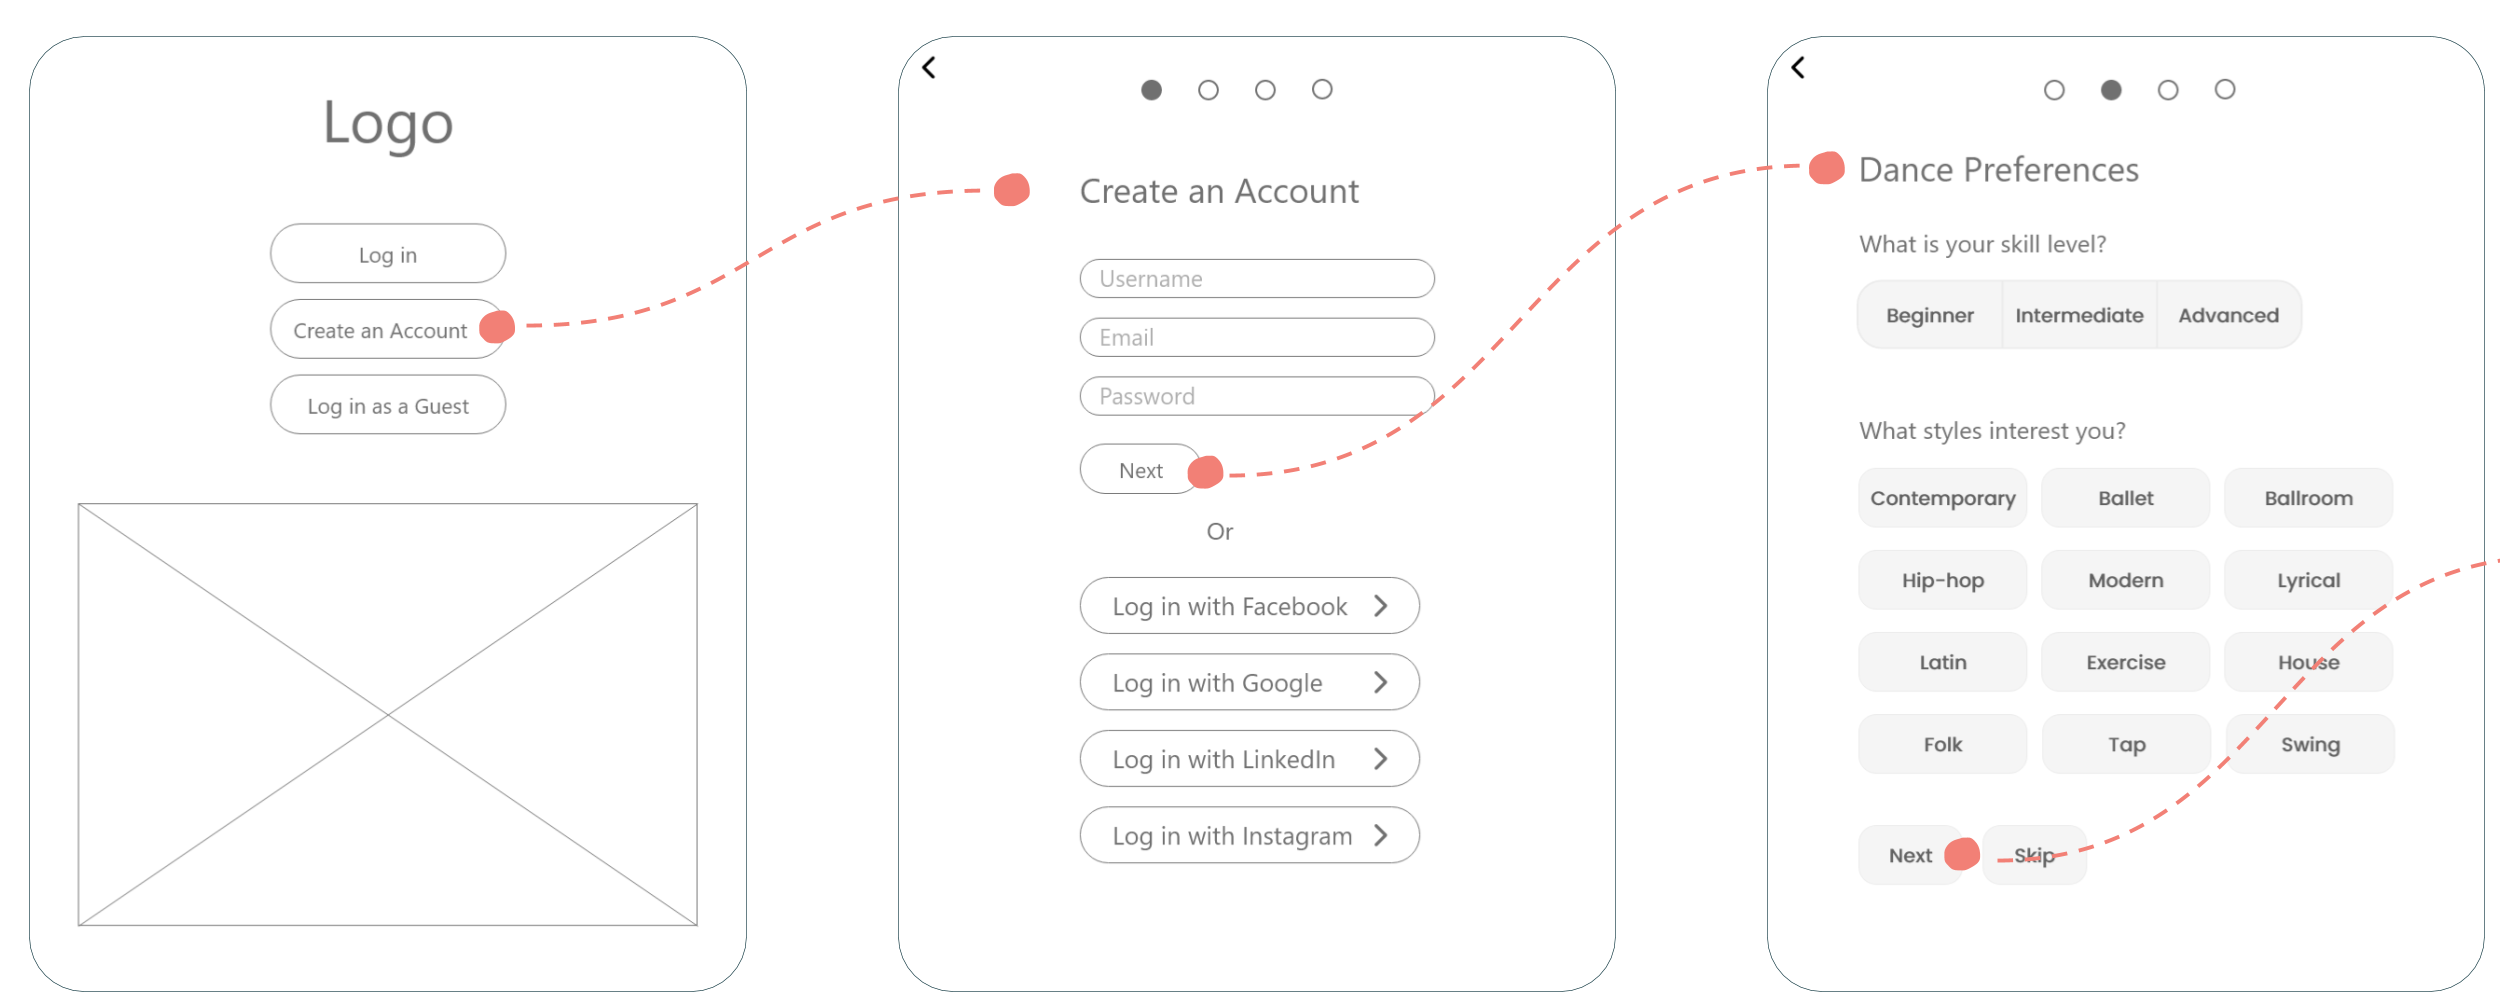 Logo
Log in
Create an Account
Log in as a Guest
Create an Account
Username
Email
Password
Next
Or
Log in with Facebook
Log in with Google
Log in with LinkedIn
Log in with Instagram
Dance Preferences
What is your skill level?
Beginner Intermediate Advanced
What styles interest you?
Contemporary Ballet Ballroom
Hip-hop Modern Lyrical
Latin Exercise House
Folk Tap Swing
Next Skip